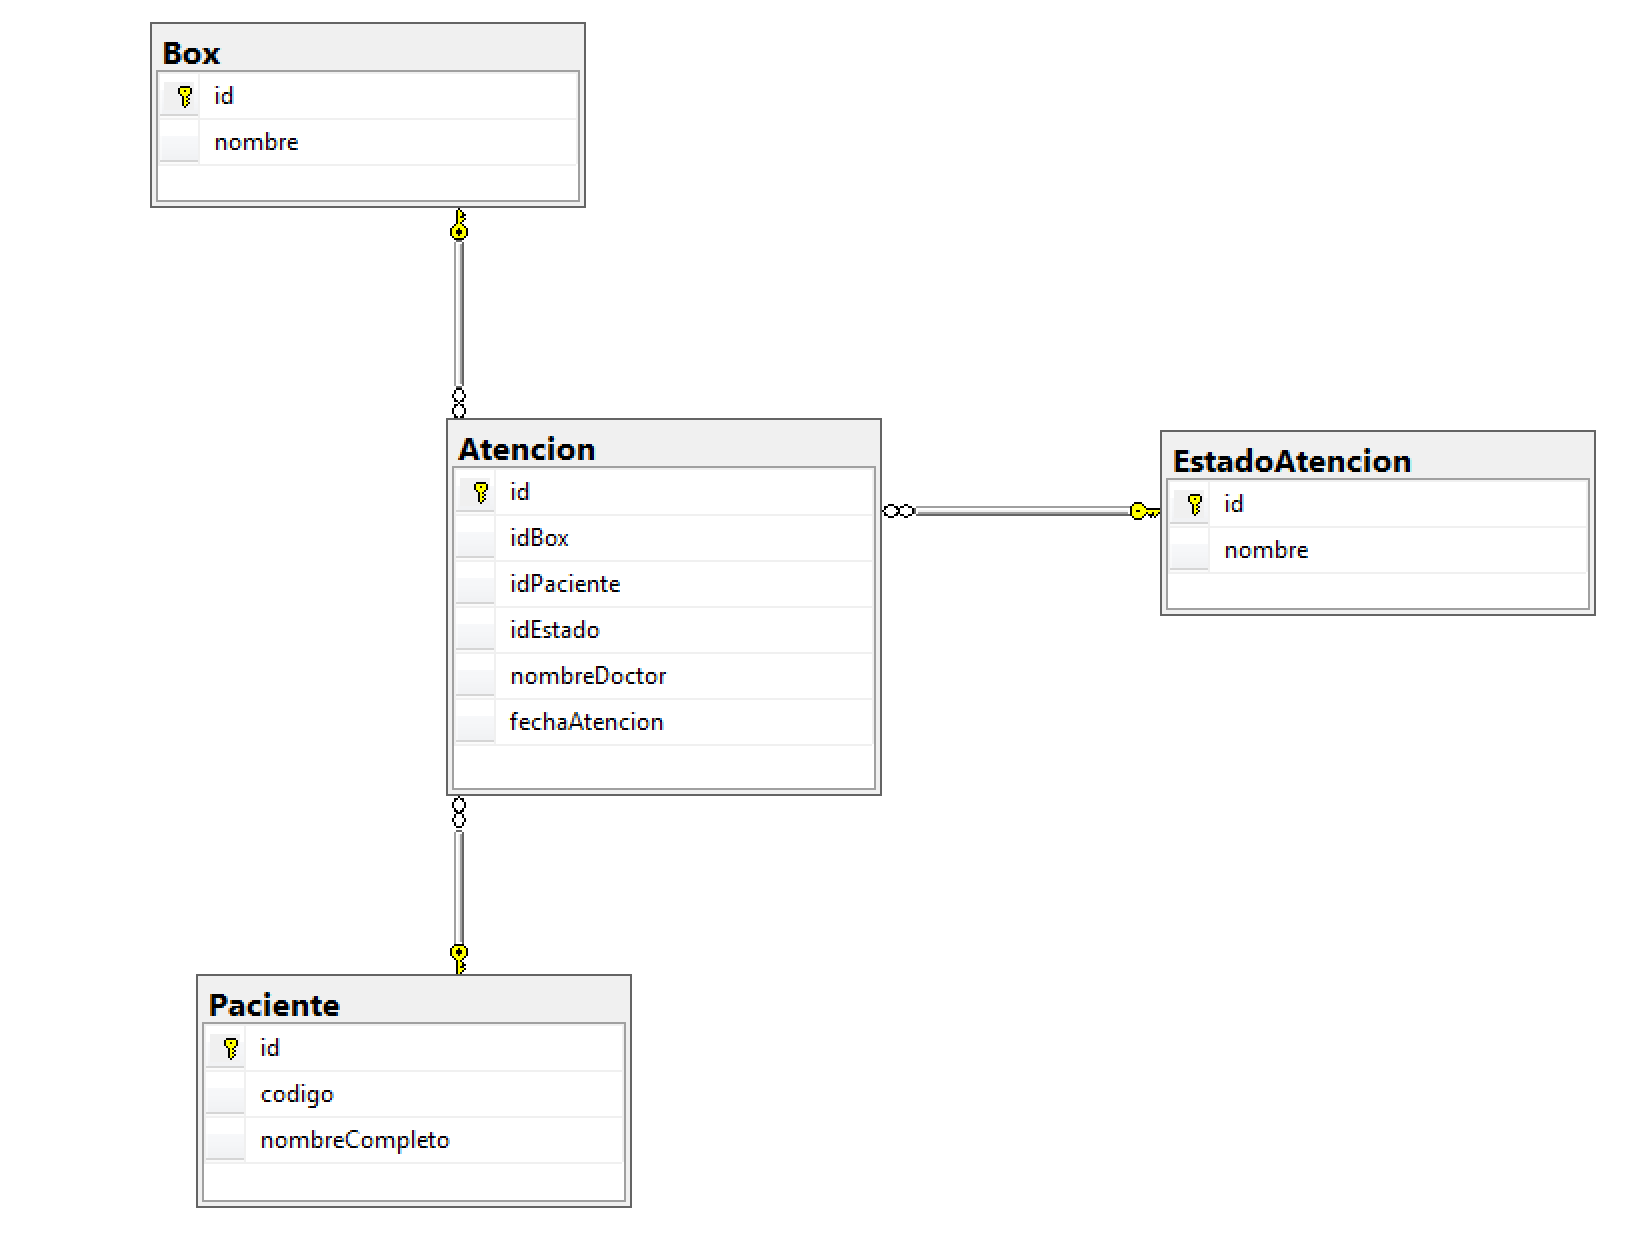 Box
id
nombre
Atencion
id
idBox
idPaciente
idEstado
nombreDoctor
fechaAtencion
EstadoAtencion
id
nombre
Paciente
id
codigo
nombreCompleto